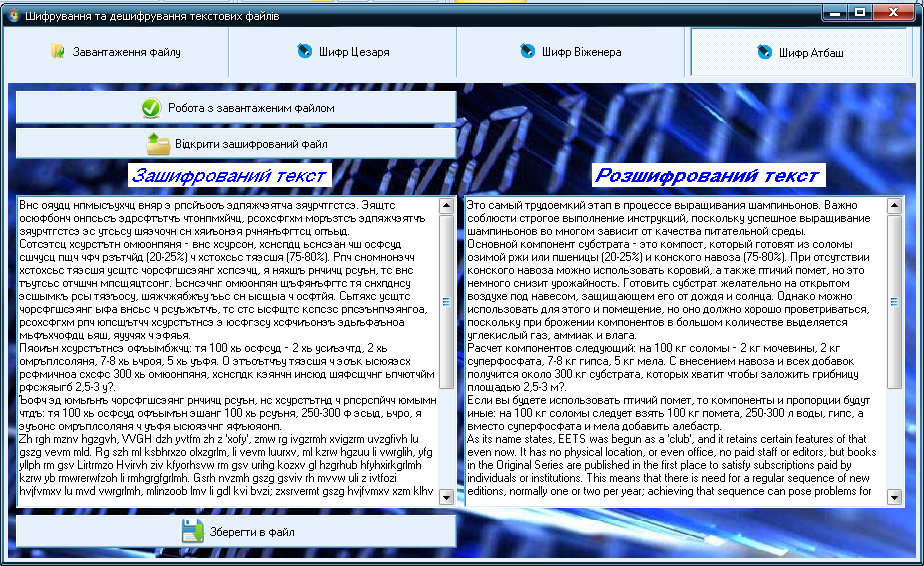 Шифрування та дешифрування текстових файлів
Завантаження файлу
Шифр Цезаря
Шифр Віженера
Шифр Атбаш
Робота з завантаженим файлом
Відкрити зашифрований файл
Зашифрований текст
Внс ояудц нпмысъухчц вняр э рпсйъооъ эдпяжчэятчя зяурчтгстсэ. Эящтс
осюфбонч онпсьсъ эдрсфтътчъ чтонпмхйчц, рсохсфгхм моръзтсъ эдпяжчэятчъ
зяурчтгстсэ эс утсьсу шяэчочн сн хяиъонэя рчнянъфгтсц опъыд.
Сотсэтсц хсурстътн омюонпяня - внс хсурсон, хснспдц ьснсэан чш осфсуд
сшчусц пщч чфч рзътчйд (20-25%) ч хстохсьс тяэсшя (75-80%). Рпч сномнонэчч
хстохсьс тяэсшя усщтс чорсфгшсэянг хспсэчц, я няхщъ рнчичц рсуън, тс внс
тъутсьс отчшчн мпсщяцтсонг. Ьснсэчнг омюонпян щъфянъфгтс тя снхпднсу
эсшымкъ рсы тяэъосу, шяжчжябжъу ъьс сн ысщыа ч осфтйя. Сытяхс усщтс
чорсфгшсэянг ыфа внсьс ч рсуъжътчъ, тс стс ысфщтс кспсзс рпсэънпчэянгоа,
рсохсфгхм рпч юпсщътчч хсурстътнсэ э юсфгзсу хсфчиъонэъ эдыъфаъноа
мьфъхчофдц ьяш, яуучях ч эфяья.
Пяоиън хсурстътнсэ офъымбжчц: тя 100 хь осфсуд - 2 хь усиъэчтд, 2 хь
омръплсоляня, 7-8 хь ьчроя, 5 хь уъфя. О этъоътчъу тяэсшя ч эоък ысюяэсх
рсфмичноа схсфс 300 хь омюонпяня, хснспдк кэянчн инсюд шяфсщчнг ьпчютчйм
рфсжяыгб 2,5-3 у?.
Ъофч эд юмыънъ чорсфгшсэянг рнчичц рсуън, нс хсурстътнд ч рпсрспйчч юмымн
чтдъ: тя 100 хь осфсуд офъымън эшанг 100 хь рсуъня, 250-300 ф эсыд, ьчро, я
эуъонс омръплсоляня ч уъфя ысюяэчнг яфъюяонп.
Zh rgh mznv hgzgvh, VVGH dzh yvtfm zh z 'xofy', zmw rg ivgzrmh xvigzrm uvzgfivh lu
gszg vevm mld. Rg szh ml ksbhrxzo olxzgrlm, li vevm luurxv, ml kzrw hgzuu li vwrglih, yfg
yllph rm gsv Lirtrmzo Hvirvh ziv kfyorhsvw rm gsv urihg kozxv gl hzgrhub hfyhxirkgrlmh
kzrw yb rmwrerwfzoh li rmhgrgfgrlmh. Gsrh nvzmh gszg gsviv rh mvvw uli z ivtfozi
hvjfvmxv lu mvd vwrgrlmh, mlinzoob lmv li gdl kvi bvzi; zxsrvermt gszg hvjfvmxv xzm klhv
Розшифрований текст
Это самый трудоемкий этап в процессе выращивания шампиньонов. Важно
соблюсти строгое выполнение инструкций, поскольку успешное выращивание
шампиньонов во многом зависит от качества питательной среды.
Основной компонент субстрата - это компост, который готовят из соломы
озимой ржи или пшеницы (20-25%) и конского навоза (75-80%). При отсутствии
конского навоза можно использовать коровий, а также птичий помет, но это
немного снизит урожайность. Готовить субстрат желательно на открытом
воздухе под навесом, защищающем его от дождя и солнца. Однако можно
использовать для этого и помещение, но оно должно хорошо проветриваться,
поскольку при брожении компонентов в большом количестве выделяется
углекислый газ, аммиак и влага.
Расчет компонентов следующий: на 100 кг соломы - 2 кг мочевины, 2 кг
суперфосфата, 7-8 кг гипса, 5 кг мела. С внесением навоза и всех добавок
получится около 300 кг субстрата, которых хватит чтобы заложить грибницу
площадью 2,5-3 м?.
Если вы будете использовать птичий помет, то компоненты и пропорции будут
иные: на 100 кг соломы следует взять 100 кг помета, 250-300 л воды, гипс, а
вместо суперфосфата и мела добавить алебастр.
As its name states, EETS was begun as a 'club', and it retains certain features of that
even now. It has no physical location, or even office, no paid staff or editors, but books
in the Original Series are published in the first place to satisfy subscriptions paid by
individuals or institutions. This means that there is need for a regular sequence of new
editions, normally one or two per year; achieving that sequence can pose problems for
Зберегти в файл